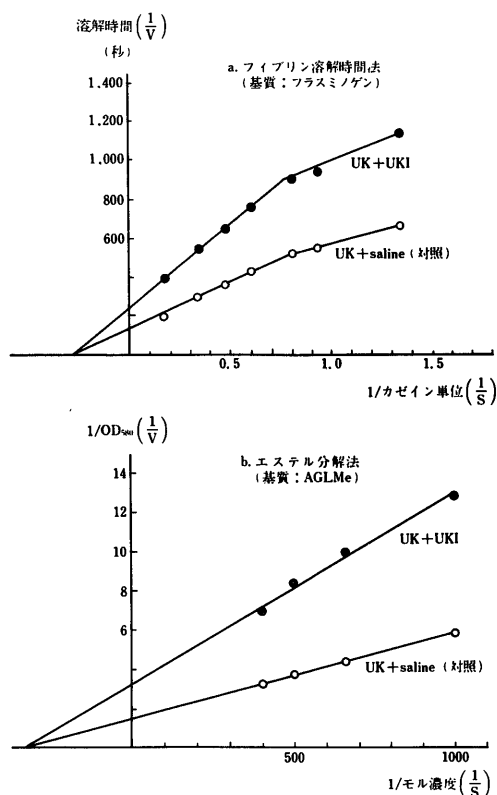 溶解時間(1/V)
(秒)
a. フィブリン溶解時間法
(基質：プラスミノゲン)
1.400
1.200
1.000
800
600
UK+UKI
UK+saline (対照)
0.5 1.0 1.5
1/カゼイン単位(1/S)
1/OD(1/V)
b. エステル分解法
(基質：AGLMe)
14
12
10
8
6
UK+UKI
UK+saline (対照)
500 1000
1/モル濃度(1/S)